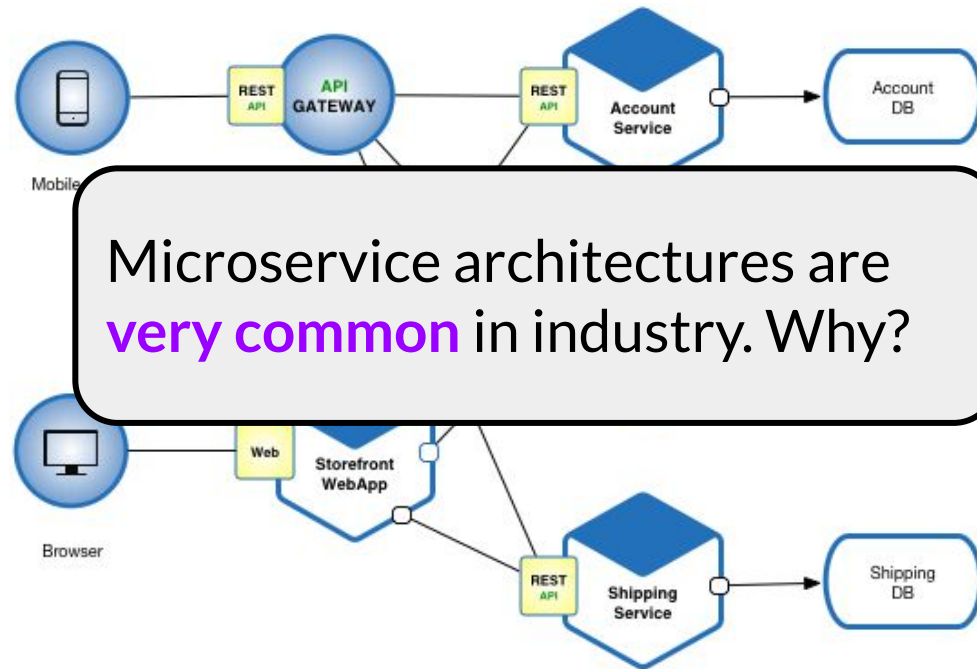 REST
API
API
GATEWAY
REST
API
Account
Service
Account
DB
Mobile
Microservice architectures are
very common in industry. Why?
Web
Storefront
WebApp
Browser
REST
API
Shipping
Service
Shipping
DB